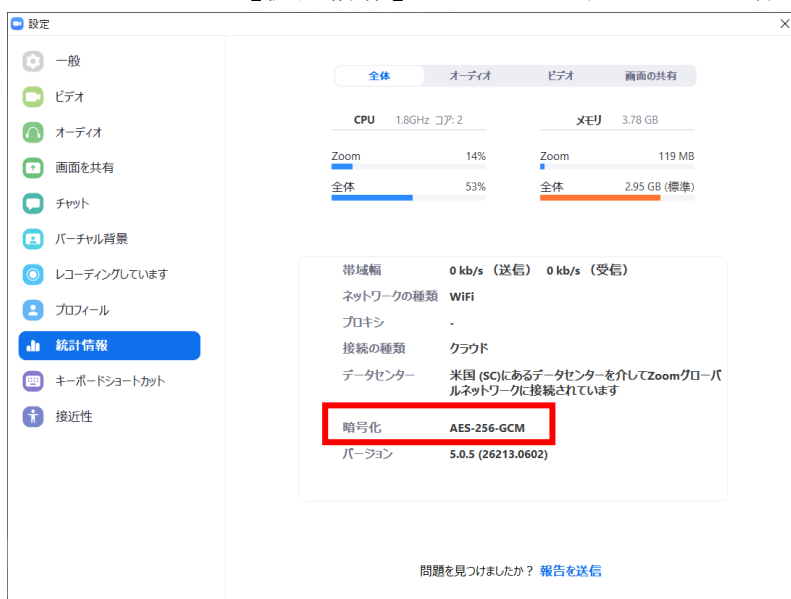 設定
一般
ビデオ
オーディオ
画面を共有
チャット
バーチャル背景
レコーディングしています
プロフィール
統計情報
キーボードショートカット
接近性
全体 オーディオ ビデオ 画面の共有
CPU 1.8GHz コア: 2 メモリ 3.78 GB
Zoom 14% Zoom 119 MB
全体 53% 全体 2.95 GB (標準)
帯域幅 0 kb/s （送信） 0 kb/s （受信）
ネットワークの種類 WiFi
プロキシ -
接続の種類 クラウド
データセンター 米国 (SC)にあるデータセンターを介してZoomグローバ
ルネットワークに接続されています
暗号化 AES-256-GCM
バージョン 5.0.5 (26213.0602)
問題を見つけましたか？ 報告を送信